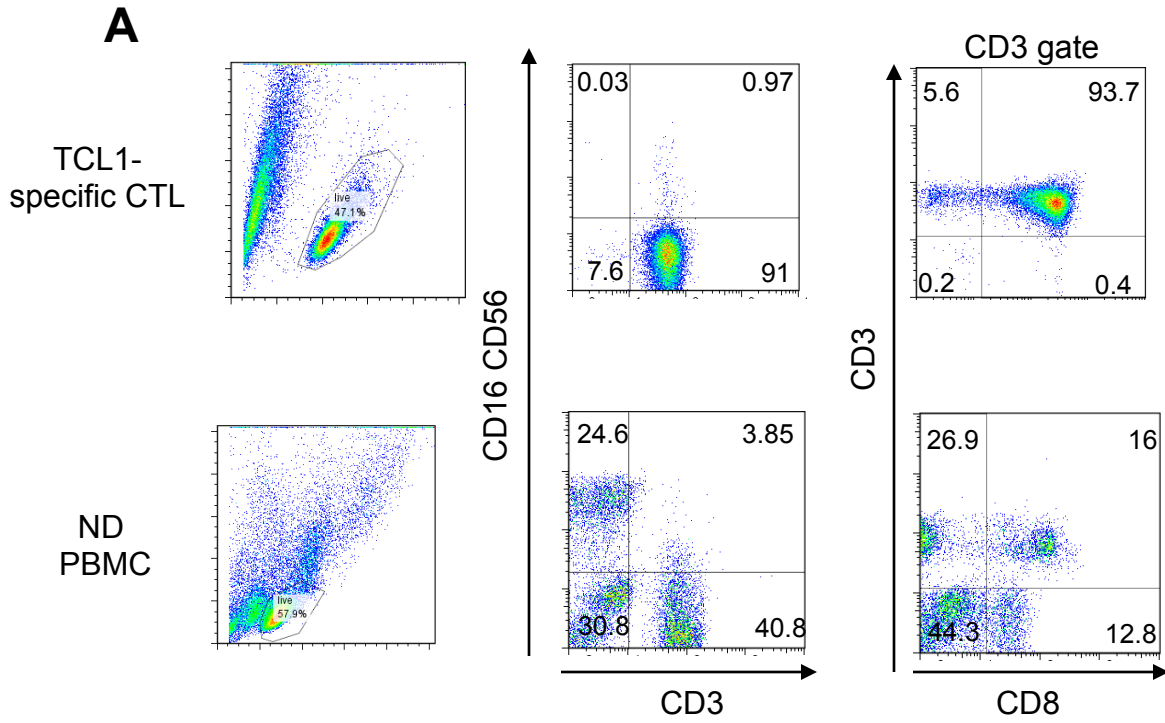 A
CD3 gate
TCL1-
specific CTL
live
47.1%
0.03 0.97
7.6 91
5.6 93.7
0.2 0.4
CD16 CD56
CD3
ND
PBMC
live
57.9%
24.6 3.85
30.8 40.8
26.9 16
44.3 12.8
CD3
CD8